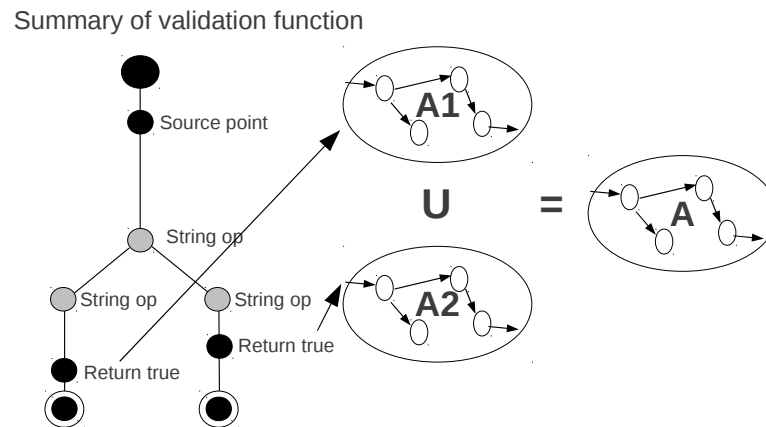 Summary of validation function
Source point
String op
String op
String op
Return true
Return true
A1
U
=
A
A2